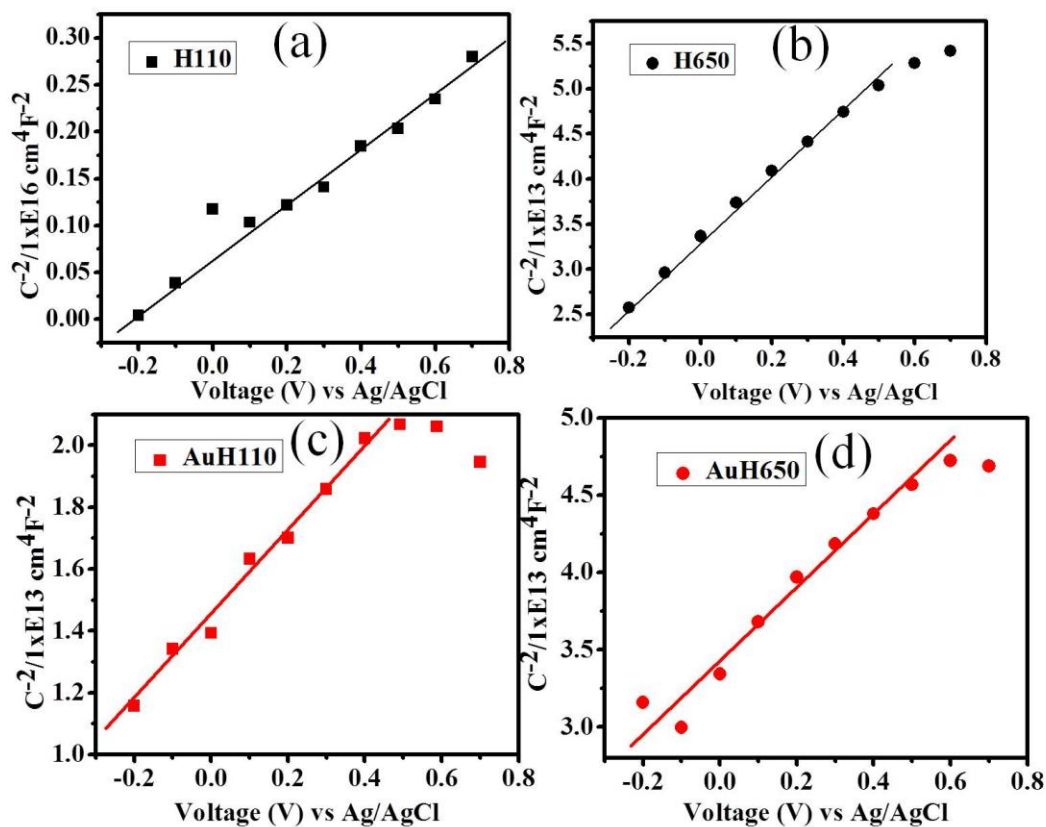 (a)
H110
0.30
0.25
0.20
0.15
0.10
0.05
0.00
C⁻²/1xE16 cm⁴F⁻²
-0.2 0.0 0.2 0.4 0.6 0.8
Voltage (V) vs Ag/AgCl
(b)
H650
5.5
5.0
4.5
4.0
3.5
3.0
2.5
C⁻²/1xE13 cm⁴F⁻²
-0.2 0.0 0.2 0.4 0.6 0.8
Voltage (V) vs Ag/AgCl
(c)
AuH110
2.0
1.8
1.6
1.4
1.2
1.0
C⁻²/1xE13 cm⁴F⁻²
-0.2 0.0 0.2 0.4 0.6 0.8
Voltage (V) vs Ag/AgCl
(d)
AuH650
5.0
4.5
4.0
3.5
3.0
C⁻²/1xE13 cm⁴F⁻²
-0.2 0.0 0.2 0.4 0.6 0.8
Voltage (V) vs Ag/AgCl